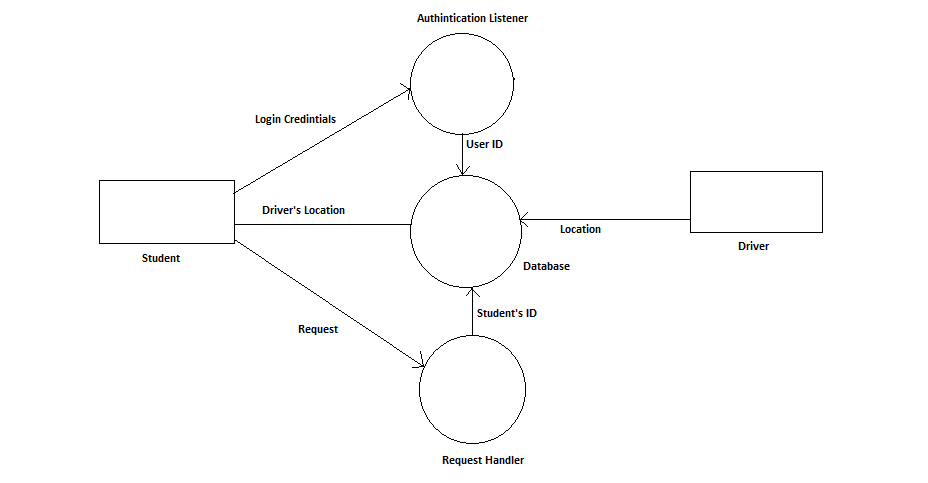 Authintication Listener
Login Credintials
User ID
Driver's Location
Location
Student
Driver
Database
Student's ID
Request
Request Handler